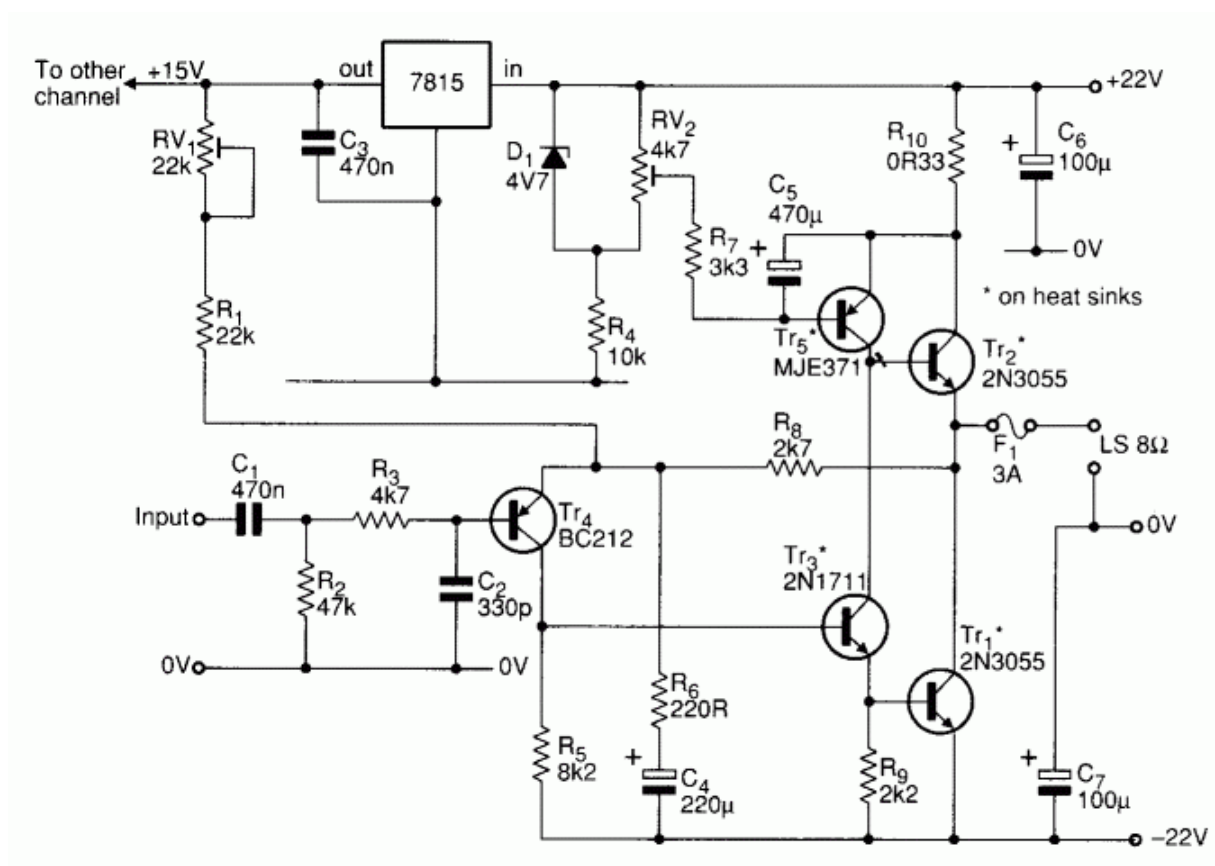 To other
channel
+15V
out
7815
in
+22V
RV1
22k
C3
470n
D1
4V7
RV2
4k7
R10
0R33
C6
+
100µ
0V
C5
470µ
+
R7
3k3
* on heat sinks
R1
22k
R4
10k
Tr5*
MJE371
Tr2*
2N3055
R8
2k7
F1
3A
LS 8Ω
C1
470n
R3
4k7
Input
Tr4
BC212
0V
R2
47k
C2
330p
Tr3*
2N1711
0V
0V
Tr1*
2N3055
R6
220R
R5
8k2
+
C4
220µ
R9
2k2
+
C7
100µ
−22V